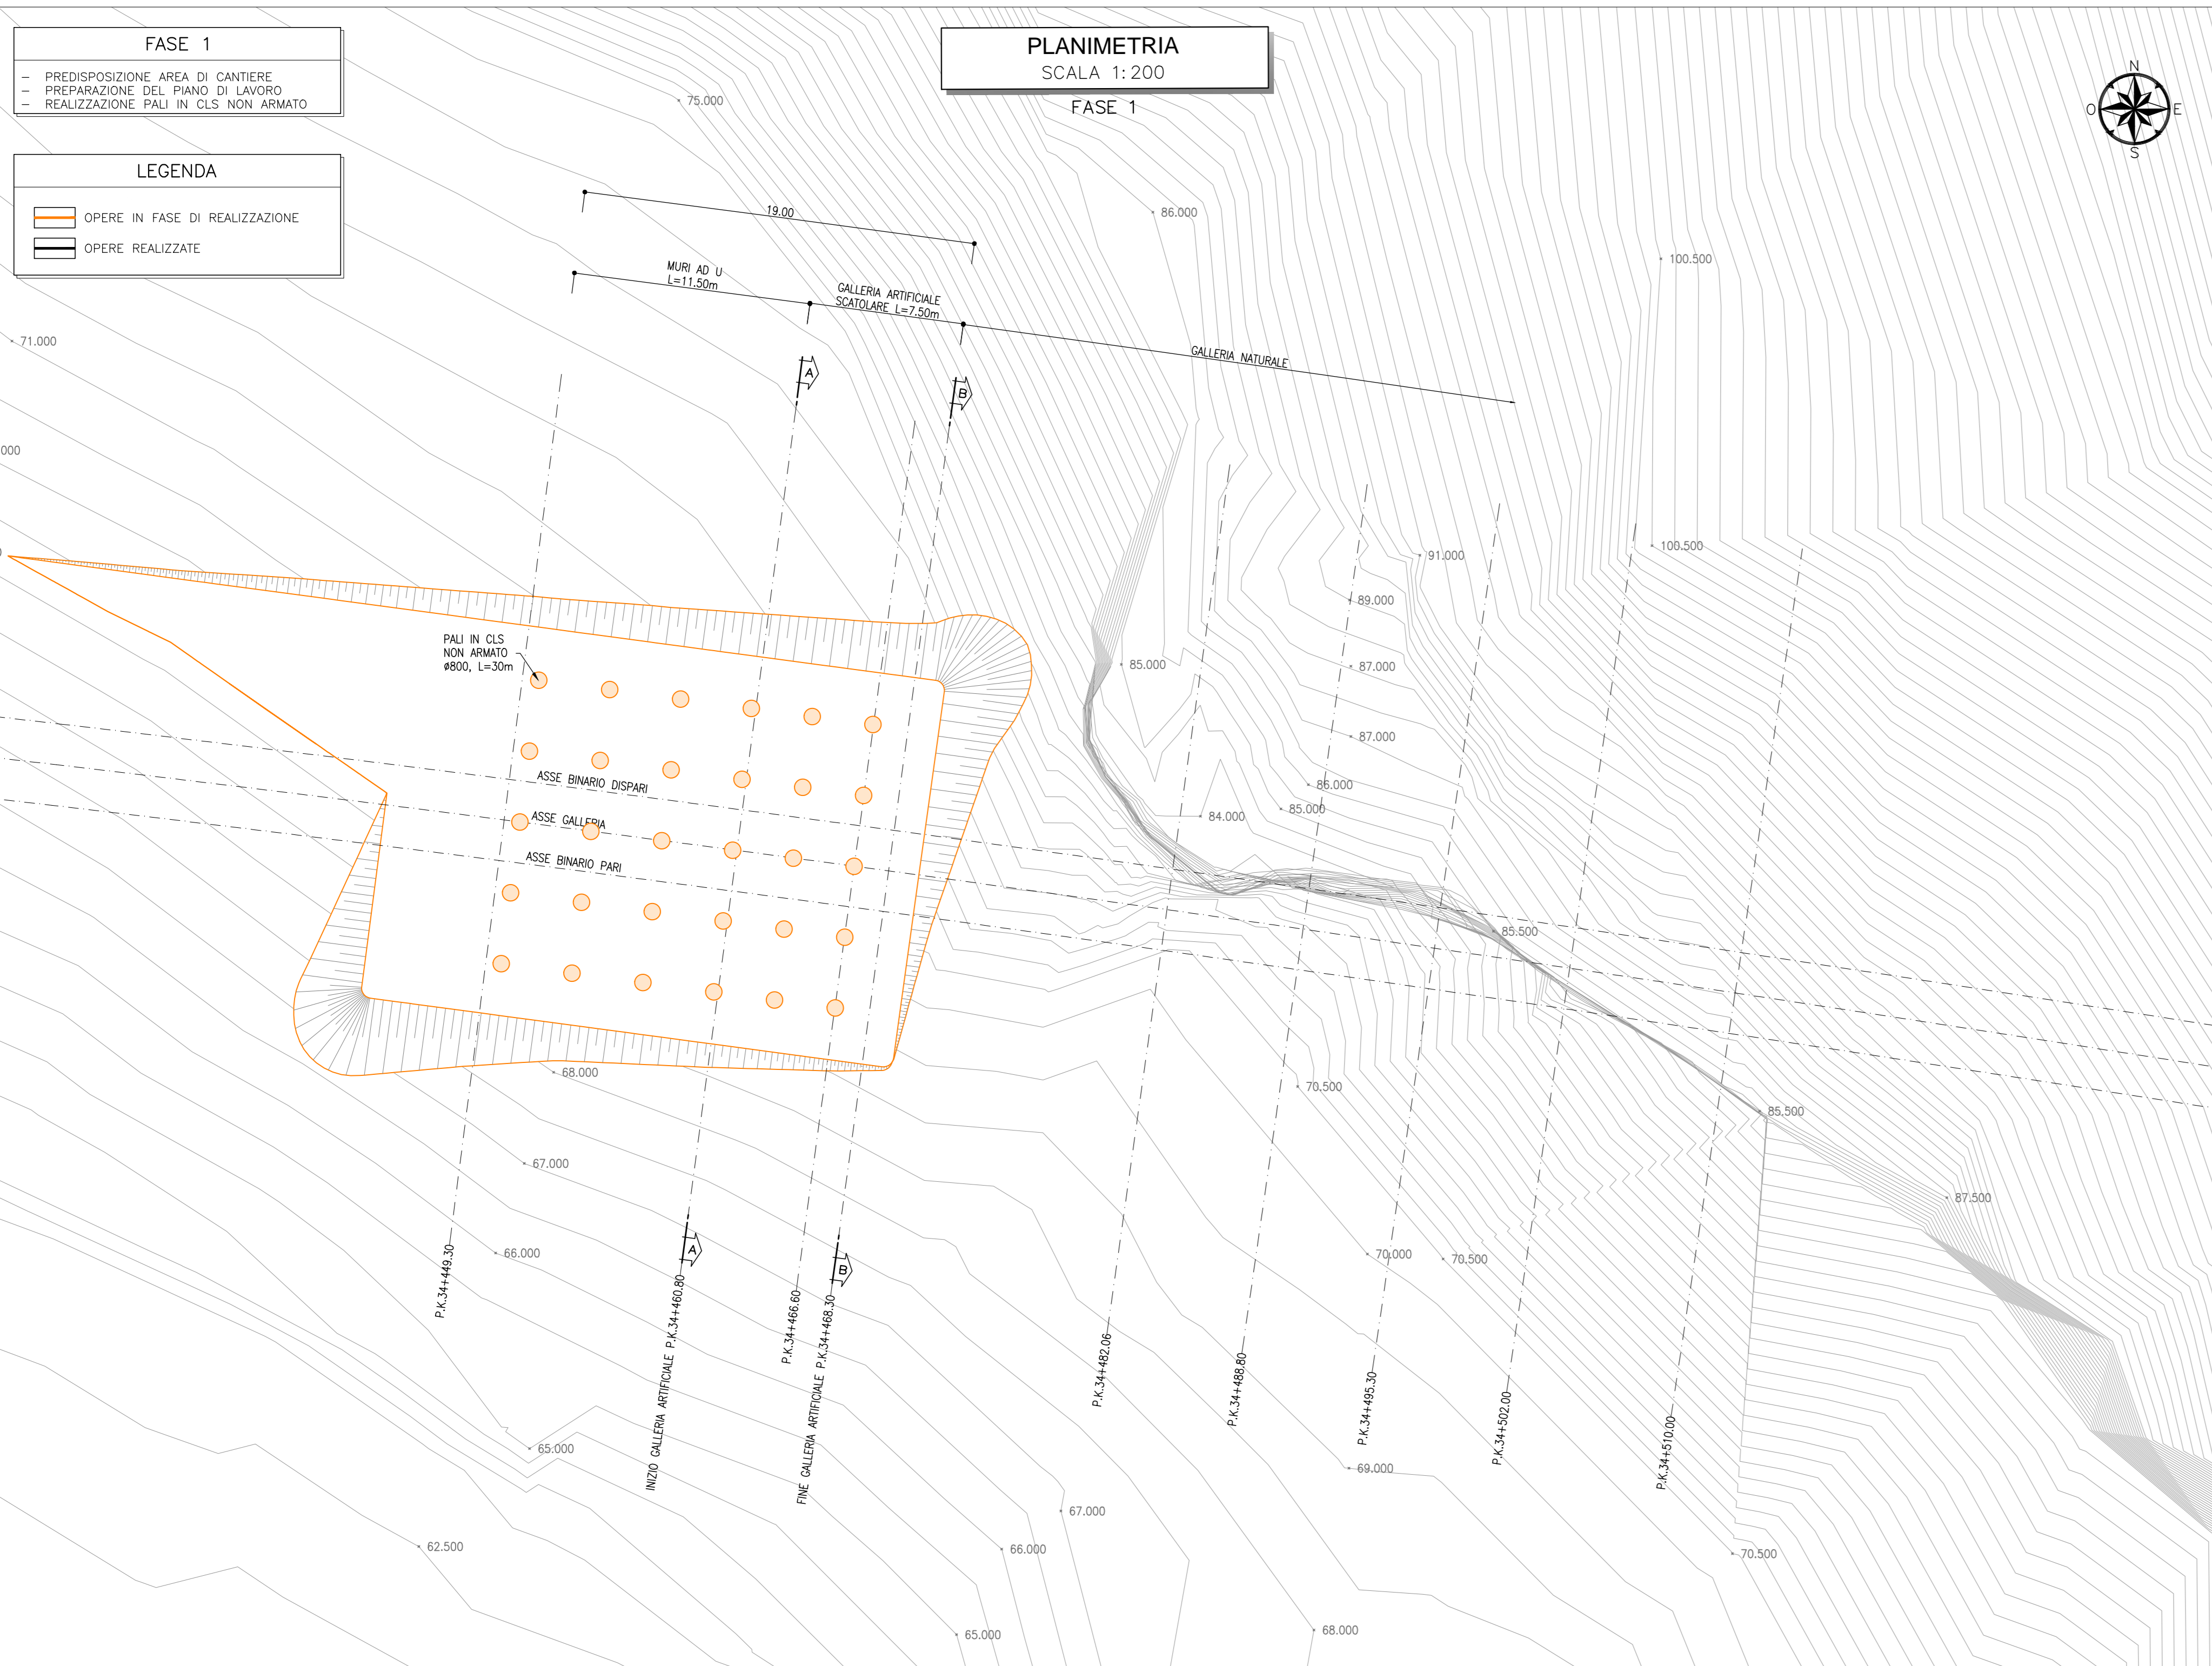 FASE 1
- PREDISPOSIZIONE AREA DI CANTIERE
- PREPARAZIONE DEL PIANO DI LAVORO
- REALIZZAZIONE PALI IN CLS NON ARMATO
LEGENDA
OPERE IN FASE DI REALIZZAZIONE
OPERE REALIZZATE
PLANIMETRIA
SCALA 1:200
FASE 1
N
O
E
S
75.000
86.000
100.500
71.000
19.00
MURI AD U
L=11.50m
GALLERIA ARTIFICIALE
SCATOLARE L=7.50m
GALLERIA NATURALE
A
B
000
100.500
91.000
89.000
87.000
85.000
87.000
86.000
85.000
84.000
85.500
PALI IN CLS
NON ARMATO
ø800, L=30m
ASSE BINARIO DISPARI
ASSE GALLERIA
ASSE BINARIO PARI
68.000
70.500
85.500
67.000
87.500
66.000
70.000
70.500
A
B
P.K.34+449.30
INIZIO GALLERIA ARTIFICIALE P.K.34+460.80
P.K.34+466.60
FINE GALLERIA ARTIFICIALE P.K.34+468.30
P.K.34+482.06
P.K.34+488.80
P.K.34+495.30
P.K.34+502.00
P.K.34+510.00
65.000
69.000
67.000
62.500
66.000
70.500
65.000
68.000